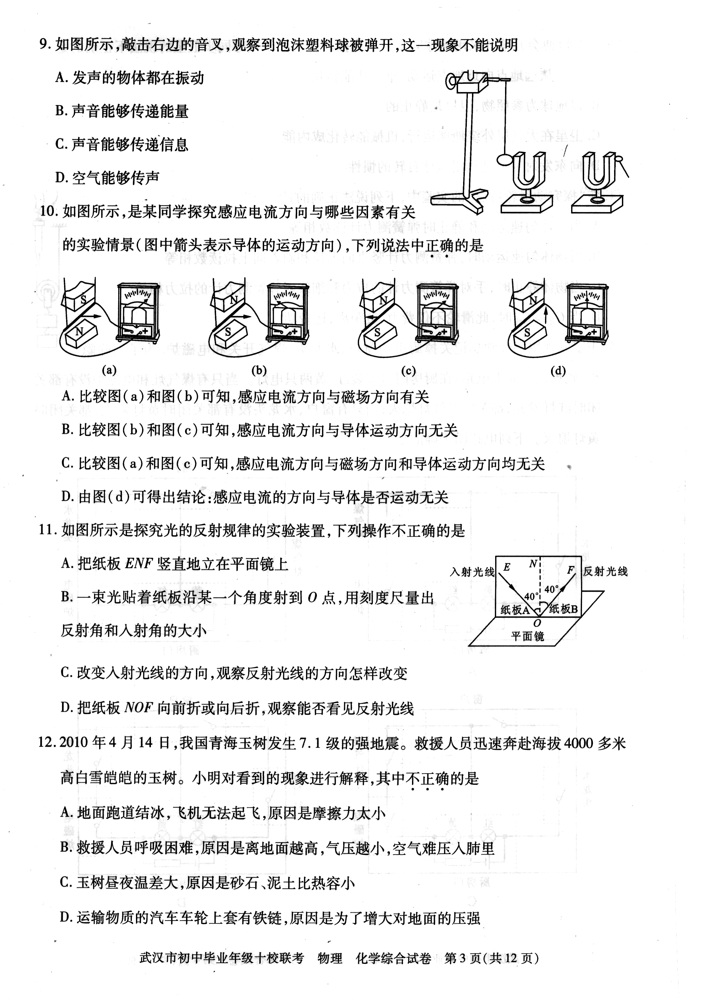 9. 如图所示,敲击右边的音叉,观察到泡沫塑料球被弹开,这一现象不能说明
A. 发声的物体都在振动
B. 声音能够传递能量
C. 声音能够传递信息
D. 空气能够传声
10. 如图所示,是某同学探究感应电流方向与哪些因素有关
的实验情景(图中箭头表示导体的运动方向),下列说法中正确的是
S N - +
N S - +
N S - +
N S - +
(a) (b) (c) (d)
A. 比较图(a)和图(b)可知,感应电流方向与磁场方向有关
B. 比较图(b)和图(c)可知,感应电流方向与导体运动方向无关
C. 比较图(a)和图(c)可知,感应电流方向与磁场方向和导体运动方向均无关
D. 由图(d)可得出结论:感应电流的方向与导体是否运动无关
11. 如图所示是探究光的反射规律的实验装置,下列操作不正确的是
A. 把纸板 ENF 竖直地立在平面镜上
B. 一束光贴着纸板沿某一个角度射到 O 点,用刻度尺量出
反射角和入射角的大小
入射光线 E N F 反射光线
40° 40°
纸板A 纸板B
O
平面镜
C. 改变入射光线的方向,观察反射光线的方向怎样改变
D. 把纸板 NOF 向前折或向后折,观察能否看见反射光线
12. 2010 年 4 月 14 日,我国青海玉树发生 7.1 级的强地震。救援人员迅速奔赴海拔 4000 多米
高白雪皑皑的玉树。小明对看到的现象进行解释,其中不正确的是
A. 地面跑道结冰,飞机无法起飞,原因是摩擦力太小
B. 救援人员呼吸困难,原因是离地面越高,气压越小,空气难压入肺里
C. 玉树昼夜温差大,原因是砂石、泥土比热容小
D. 运输物质的汽车车轮上套有铁链,原因是为了增大对地面的压强
武汉市初中毕业年级七校联考 物理 化学综合试卷 第 3 页(共 12 页)